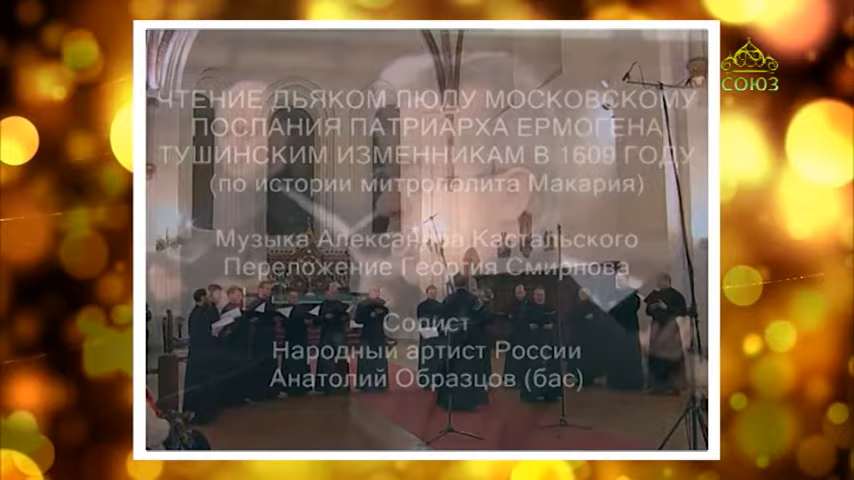 СОЮЗ
ЧТЕНИЕ ДЬЯКОМ ЛЮДУ МОСКОВСКОМУ
ПОСЛАНИЯ ПАТРИАРХА ЕРМОГЕНА
ТУШИНСКИМ ИЗМЕННИКАМ В 1609 ГОДУ
(по истории митрополита Макария)
Музыка Александра Кастальского
Переложение Георгия Смирнова
Солист
Народный артист России
Анатолий Образцов (бас)